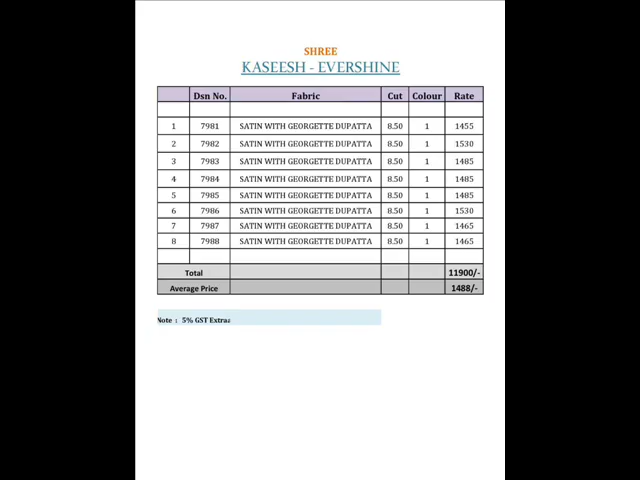 SHREE
KASEESH - EVERSHINE
Dsn No. Fabric Cut Colour Rate
1 7981 SATIN WITH GEORGETTE DUPATTA 8.50 1 1455
2 7982 SATIN WITH GEORGETTE DUPATTA 8.50 1 1530
3 7983 SATIN WITH GEORGETTE DUPATTA 8.50 1 1485
4 7984 SATIN WITH GEORGETTE DUPATTA 8.50 1 1485
5 7985 SATIN WITH GEORGETTE DUPATTA 8.50 1 1485
6 7986 SATIN WITH GEORGETTE DUPATTA 8.50 1 1530
7 7987 SATIN WITH GEORGETTE DUPATTA 8.50 1 1465
8 7988 SATIN WITH GEORGETTE DUPATTA 8.50 1 1465
Total 11900/-
Average Price 1488/-
Note : 5% GST Extraa